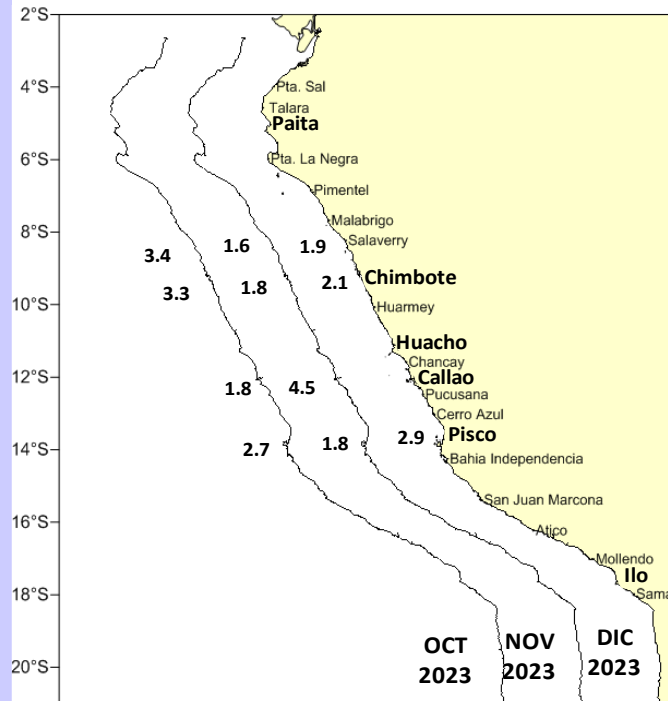 2°S
4°S
Pta. Sal
Talara
Paita
6°S
Pta. La Negra
Pimentel
Malabrigo
8°S
1.6
1.9
Salaverry
3.4
Chimbote
3.3
1.8
2.1
10°S
Huarmey
Huacho
Chancay
12°S
Callao
1.8
4.5
Pucusana
Cerro Azul
2.9
Pisco
14°S
2.7
1.8
Bahia Independencia
San Juan Marcona
16°S
Atico
Mollendo
Ilo
18°S
Sama
OCT
2023
NOV
2023
DIC
2023
20°S